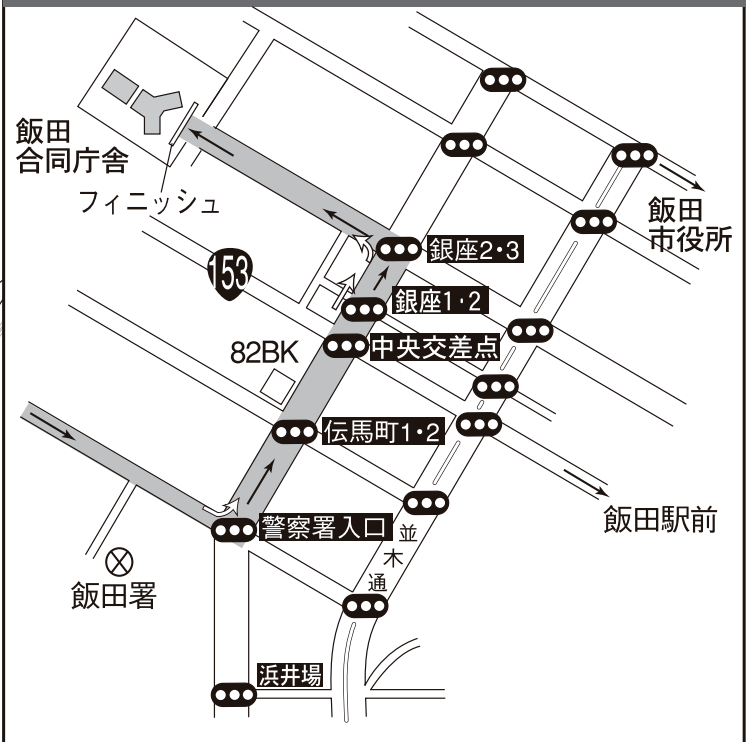 飯田
合同庁舎
フィニッシュ
飯田
市役所
銀座2・3
153
銀座1・2
中央交差点
82BK
伝馬町1・2
飯田駅前
警察署入口
並木通
飯田署
浜井場